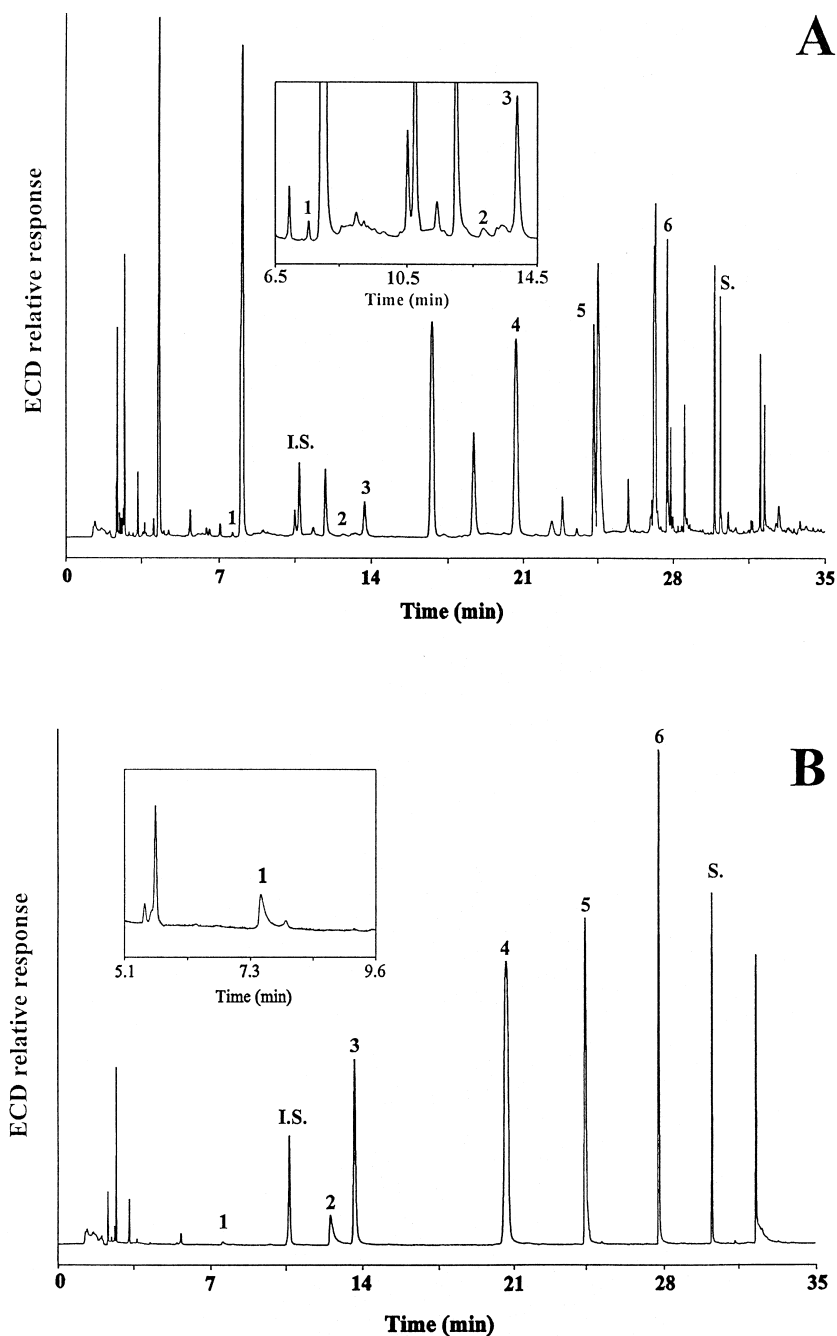 A
ECD relative response
3
1
2
6.5 10.5 14.5
Time (min)
6
S.
5
4
I.S.
3
1
2
0 7 14 21 28 35
Time (min)
B
ECD relative response
6
S.
5
4
1
5.1 7.3 9.6
Time (min)
3
I.S.
2
1
0 7 14 21 28 35
Time (min)